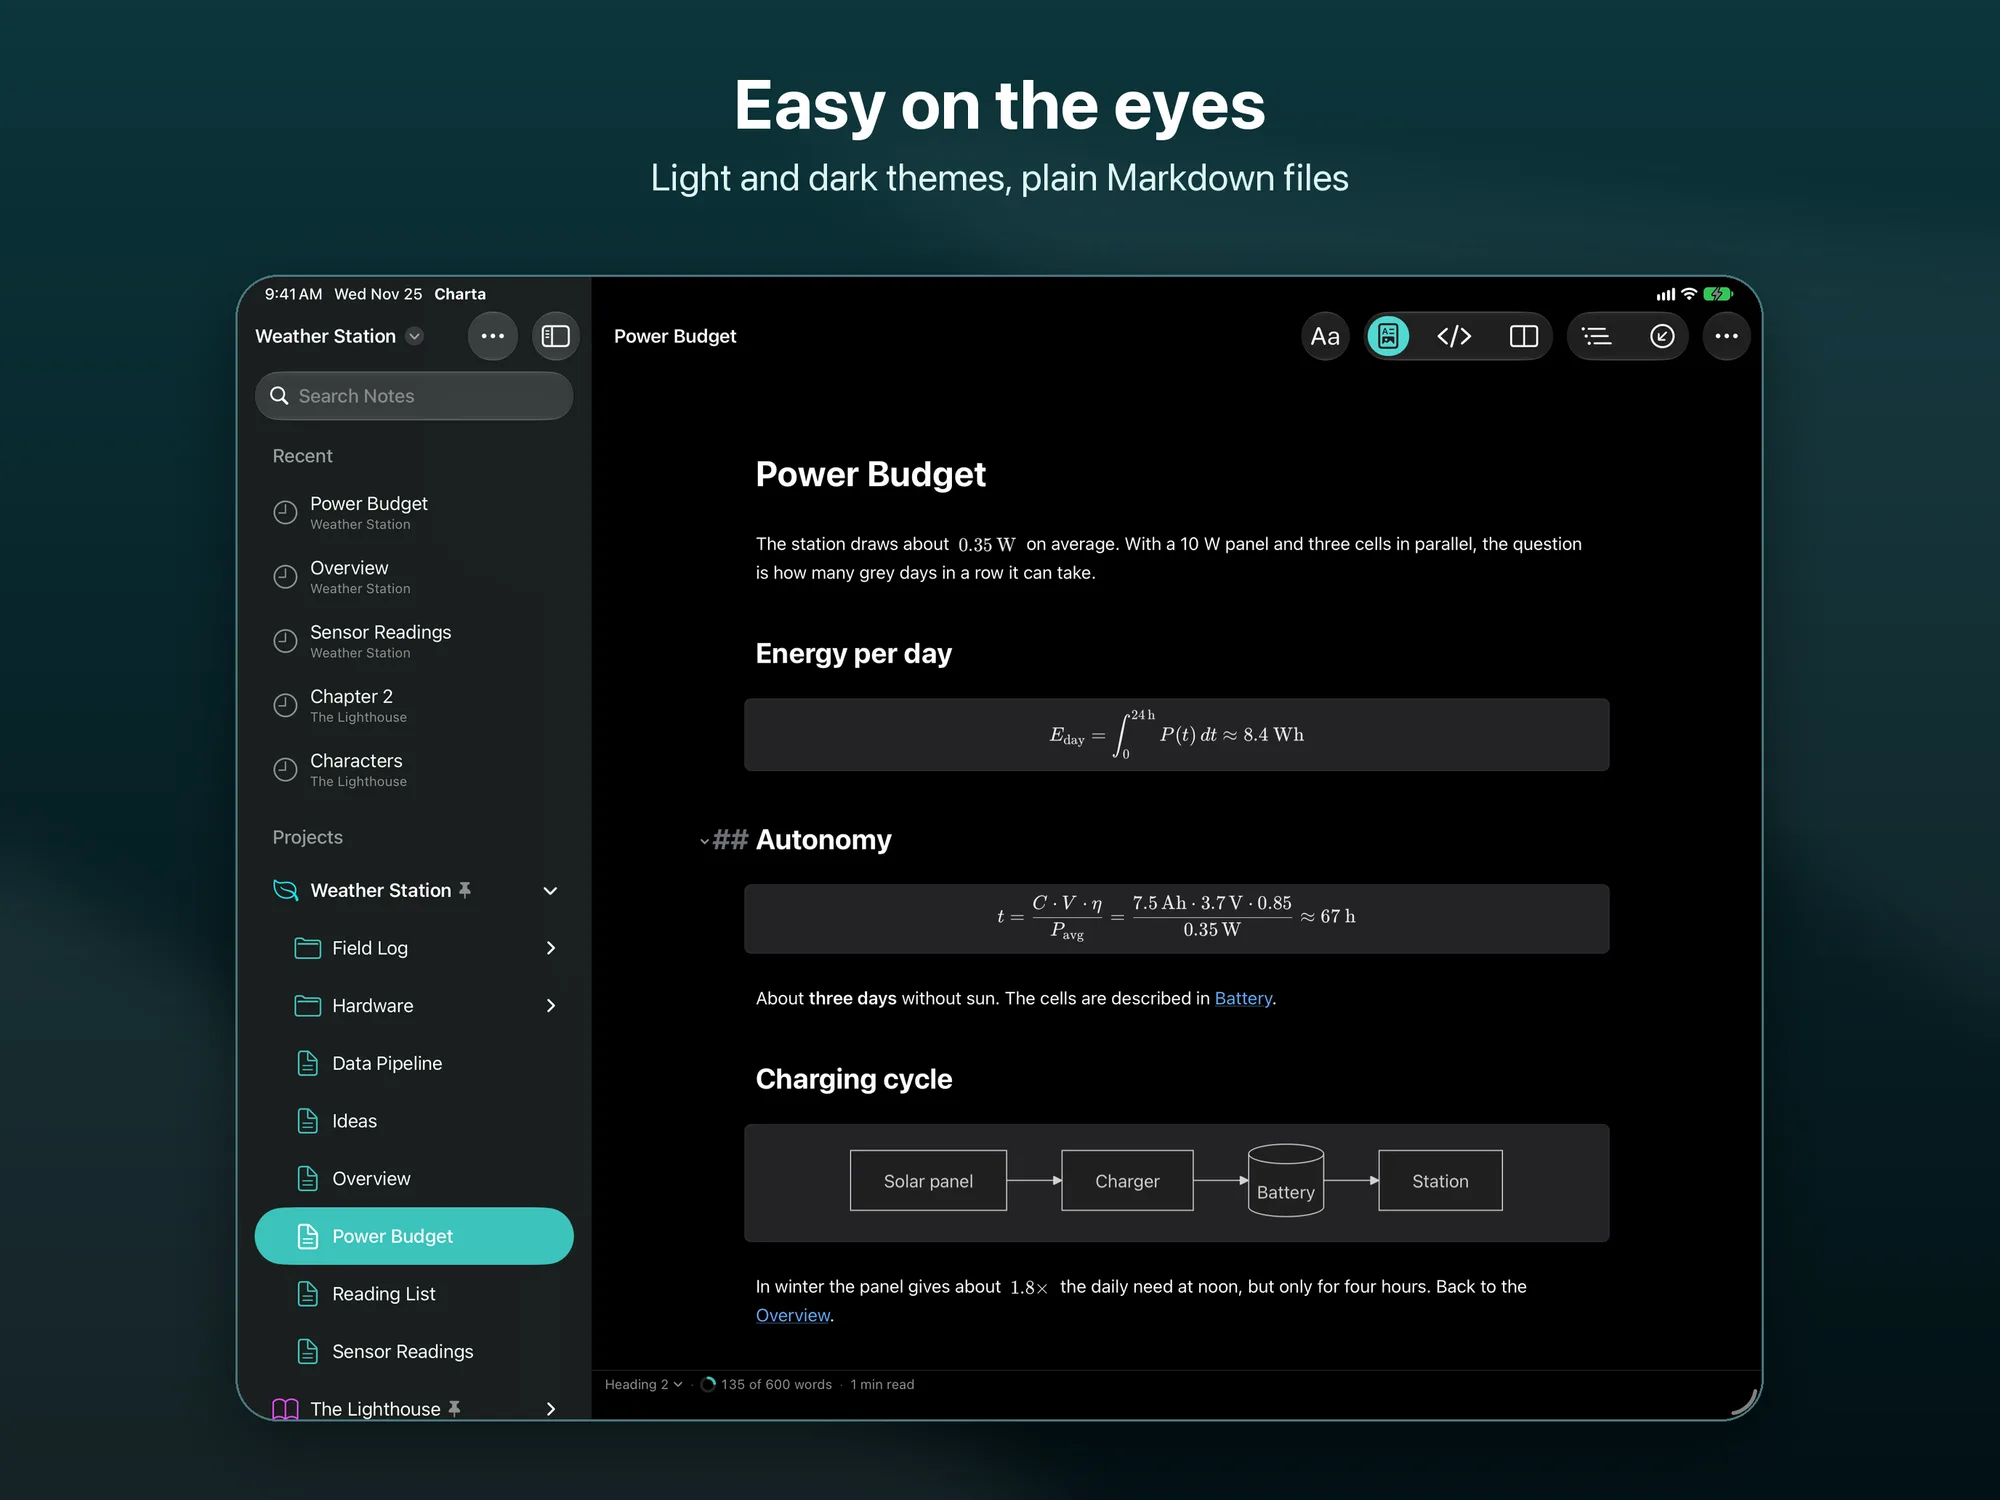 Easy on the eyes
Light and dark themes, plain Markdown files
9:41 AM Wed Nov 25 Charta
Weather Station
Search Notes
Recent
Power Budget
Weather Station
Overview
Weather Station
Sensor Readings
Weather Station
Chapter 2
The Lighthouse
Characters
The Lighthouse
Projects
Weather Station
Field Log
Hardware
Data Pipeline
Ideas
Overview
Power Budget
Reading List
Sensor Readings
The Lighthouse
Power Budget
Aa
</>
Power Budget
The station draws about 0.35 W on average. With a 10 W panel and three cells in parallel, the question
is how many grey days in a row it can take.
Energy per day
E_day = ∫_0^{24 h} P(t) dt ≈ 8.4 Wh
## Autonomy
t = (C · V · η)/P_avg = (7.5 Ah · 3.7 V · 0.85)/(0.35 W) ≈ 67 h
About three days without sun. The cells are described in Battery.
Charging cycle
Solar panel Charger Battery Station
In winter the panel gives about 1.8× the daily need at noon, but only for four hours. Back to the
Overview.
Heading 2 · 135 of 600 words · 1 min read